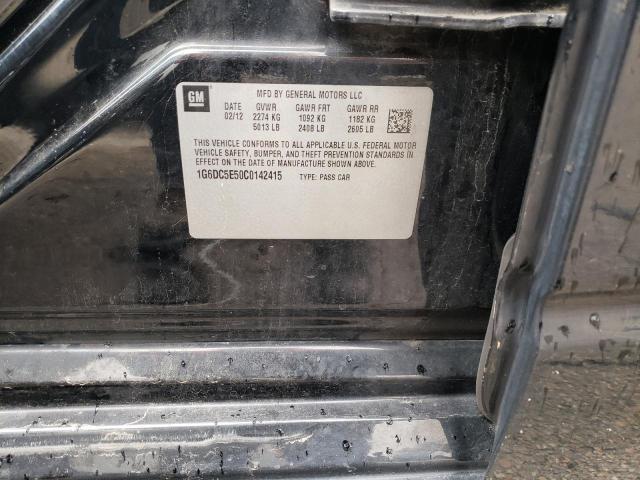 GM
MFD BY GENERAL MOTORS LLC
DATE GVWR GAWR FRT GAWR RR
02/12 2274 KG 1092 KG 1182 KG
5013 LB 2408 LB 2605 LB
THIS VEHICLE CONFORMS TO ALL APPLICABLE U.S. FEDERAL MOTOR
VEHICLE SAFETY, BUMPER, AND THEFT PREVENTION STANDARDS IN
EFFECT ON THE DATE OF MANUFACTURE SHOWN ABOVE.
1G6DC5E50C0142415 TYPE: PASS CAR